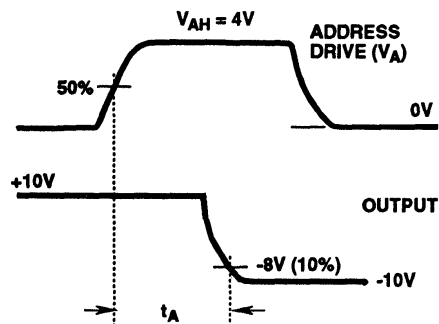 V_AH = 4V
ADDRESS
DRIVE (V_A)
50%
0V
+10V
OUTPUT
-8V (10%)
-10V
t_A